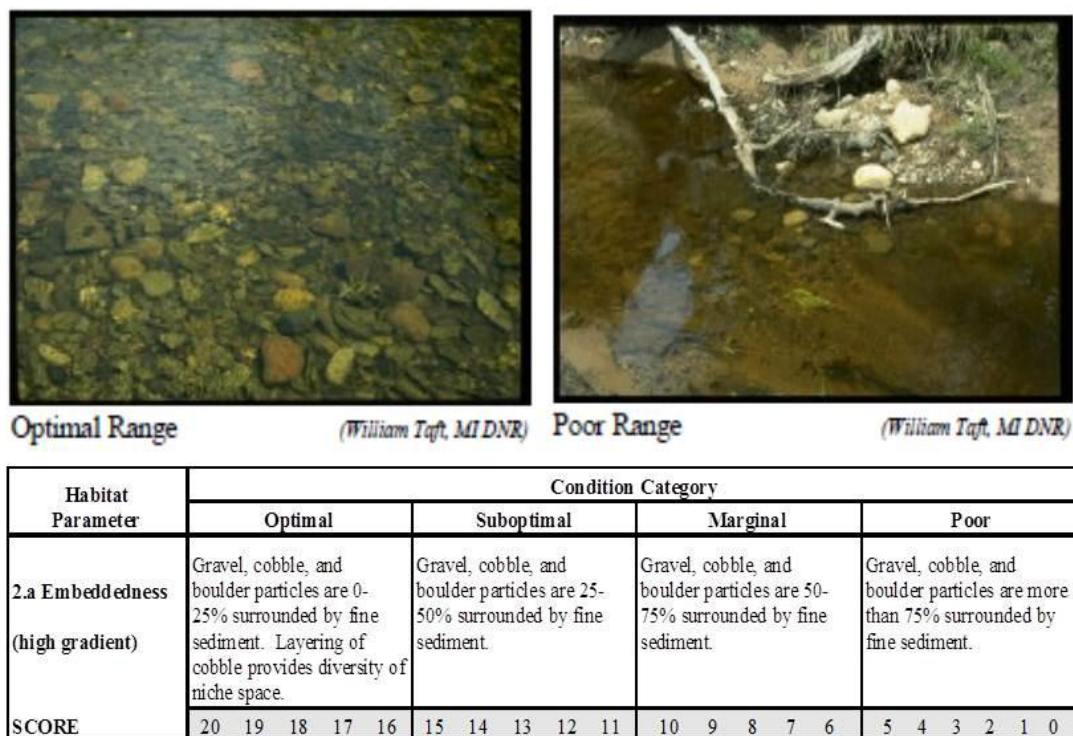 Optimal Range
(William Taft, MI DNR)
Poor Range
(William Taft, MI DNR)
Habitat
Parameter
Condition Category
Optimal
Suboptimal
Marginal
Poor
2.a Embeddedness
(high gradient)
Gravel, cobble, and
boulder particles are 0-
25% surrounded by fine
sediment. Layering of
cobble provides diversity of
niche space.
Gravel, cobble, and
boulder particles are 25-
50% surrounded by fine
sediment.
Gravel, cobble, and
boulder particles are 50-
75% surrounded by fine
sediment.
Gravel, cobble, and
boulder particles are more
than 75% surrounded by
fine sediment.
SCORE
20 19 18 17 16
15 14 13 12 11
10 9 8 7 6
5 4 3 2 1 0